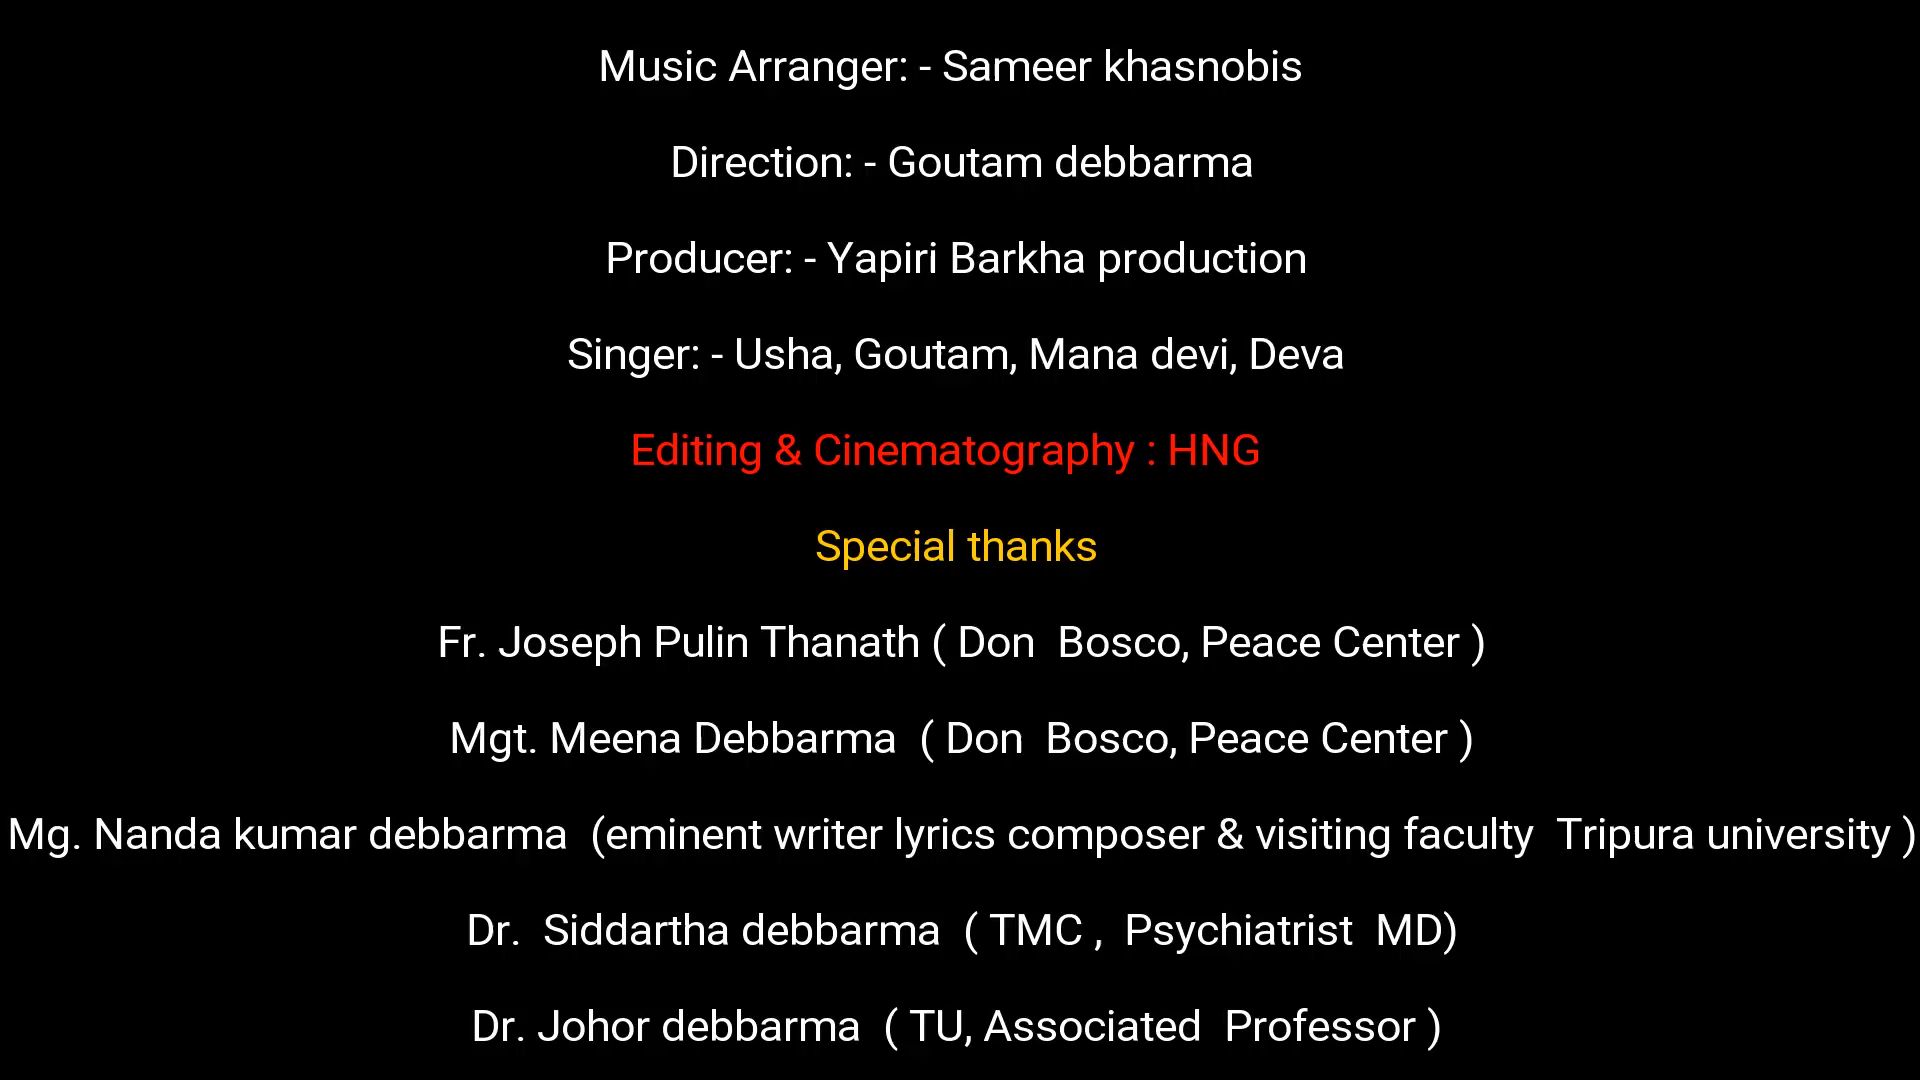 Music Arranger: - Sameer khasnobis
Direction: - Goutam debbarma
Producer: - Yapiri Barkha production
Singer: - Usha, Goutam, Mana devi, Deva
Editing & Cinematography : HNG
Special thanks
Fr. Joseph Pulin Thanath ( Don  Bosco, Peace Center )
Mgt. Meena Debbarma  ( Don  Bosco, Peace Center )
Mg. Nanda kumar debbarma  (eminent writer lyrics composer & visiting faculty  Tripura university )
Dr.  Siddartha debbarma  ( TMC ,  Psychiatrist  MD)
Dr. Johor debbarma  ( TU, Associated  Professor )